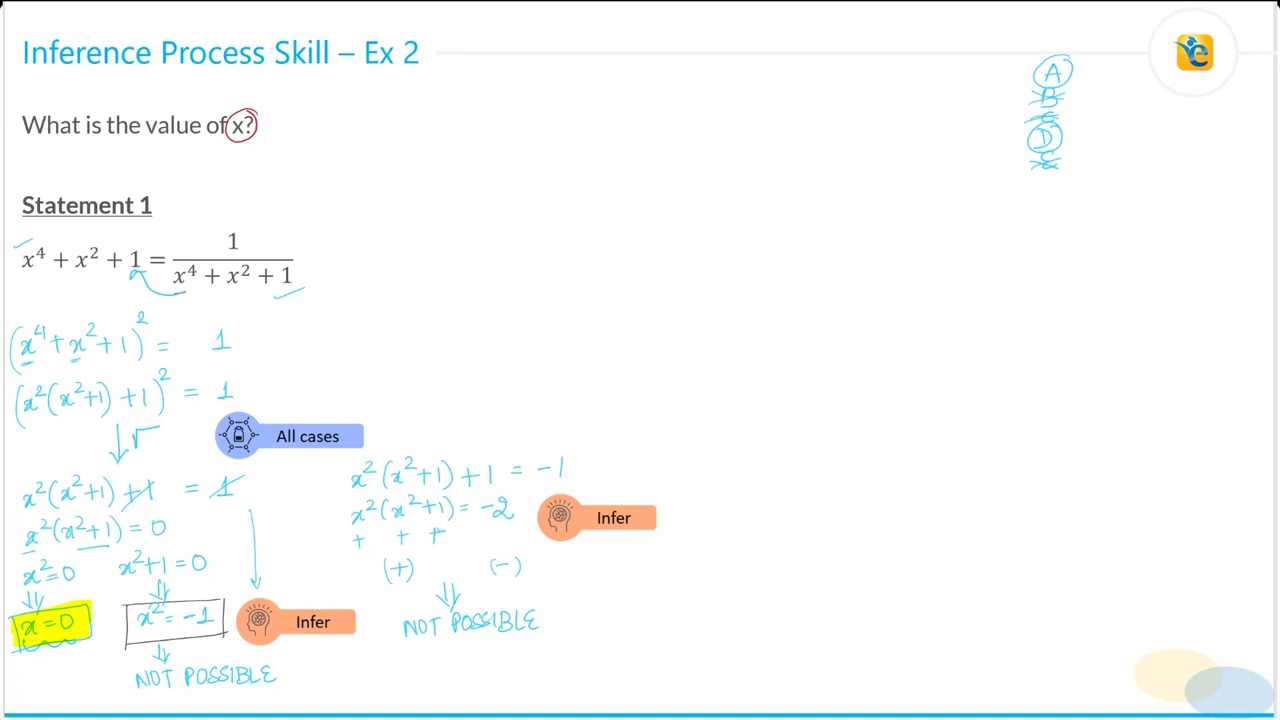 Inference Process Skill – Ex 2
A
B
C
D
E
What is the value of x?
Statement 1
x⁴ + x² + 1 = 1 / (x⁴ + x² + 1)
(x⁴ + x² + 1)² = 1
(x²(x²+1) + 1)² = 1
↓√
All cases
x²(x²+1) + 1 = 1
x²(x²+1) = 0
x² = 0 x²+1 = 0
⇓ ⇓
x = 0 x² = -1
Infer
⇓
NOT POSSIBLE
x²(x²+1) + 1 = -1
x²(x²+1) = -2
Infer
+ + +
(+) (-)
⇓
NOT POSSIBLE